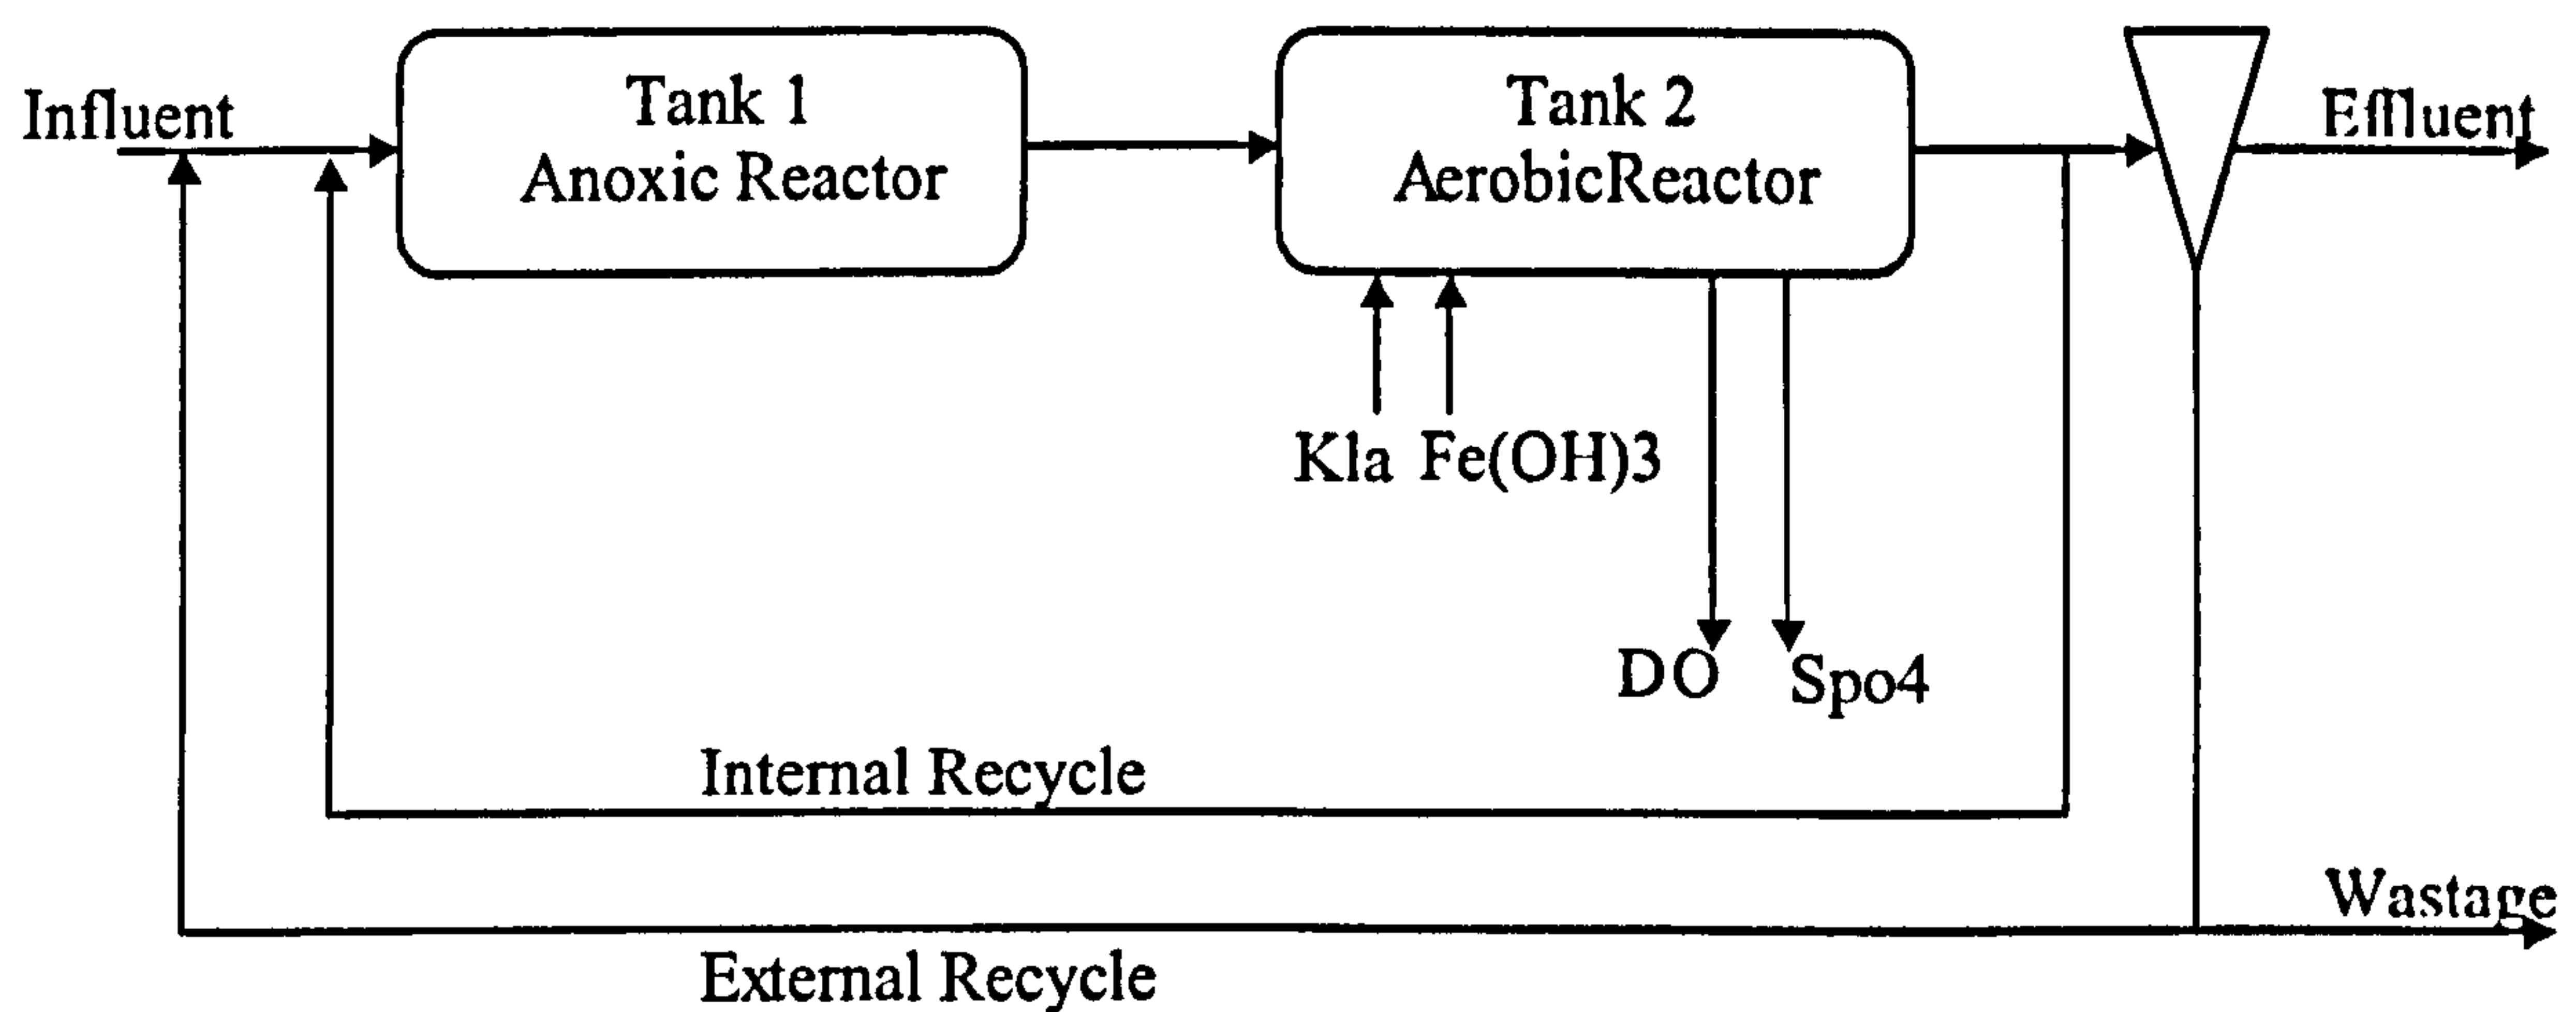 Influent
Tank 1
Anoxic Reactor
Tank 2
AerobicReactor
Effluent
Kla Fe(OH)3
DO
Spo4
Internal Recycle
Wastage
External Recycle